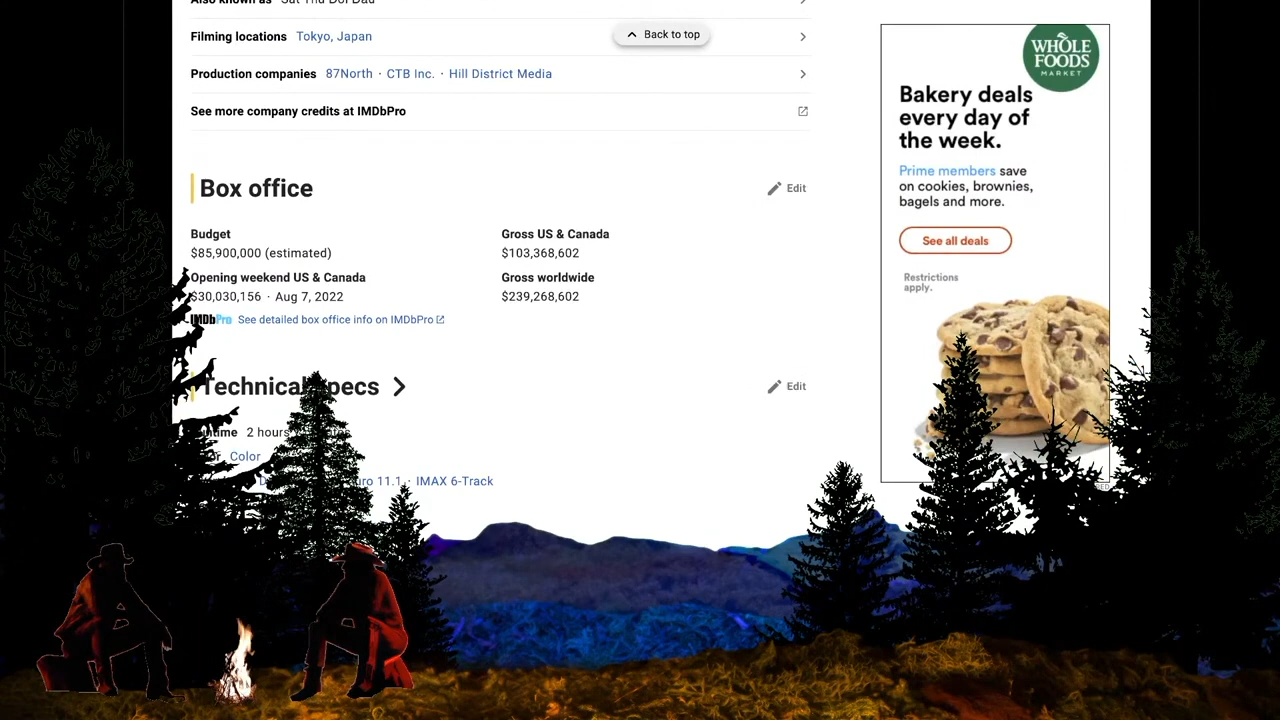 Also known as Sat Thu Doi Dau
Filming locations Tokyo, Japan
Back to top
Production companies 87North · CTB Inc. · Hill District Media
See more company credits at IMDbPro
Box office
Edit
Budget
$85,900,000 (estimated)
Gross US & Canada
$103,368,602
Opening weekend US & Canada
$30,030,156 · Aug 7, 2022
Gross worldwide
$239,268,602
IMDbPro See detailed box office info on IMDbPro
Technical specs
Edit
2 hours
Color
11.1 · IMAX 6-Track
WHOLE
FOODS
MARKET
Bakery deals
every day of
the week.
Prime members save
on cookies, brownies,
bagels and more.
See all deals
Restrictions
apply.